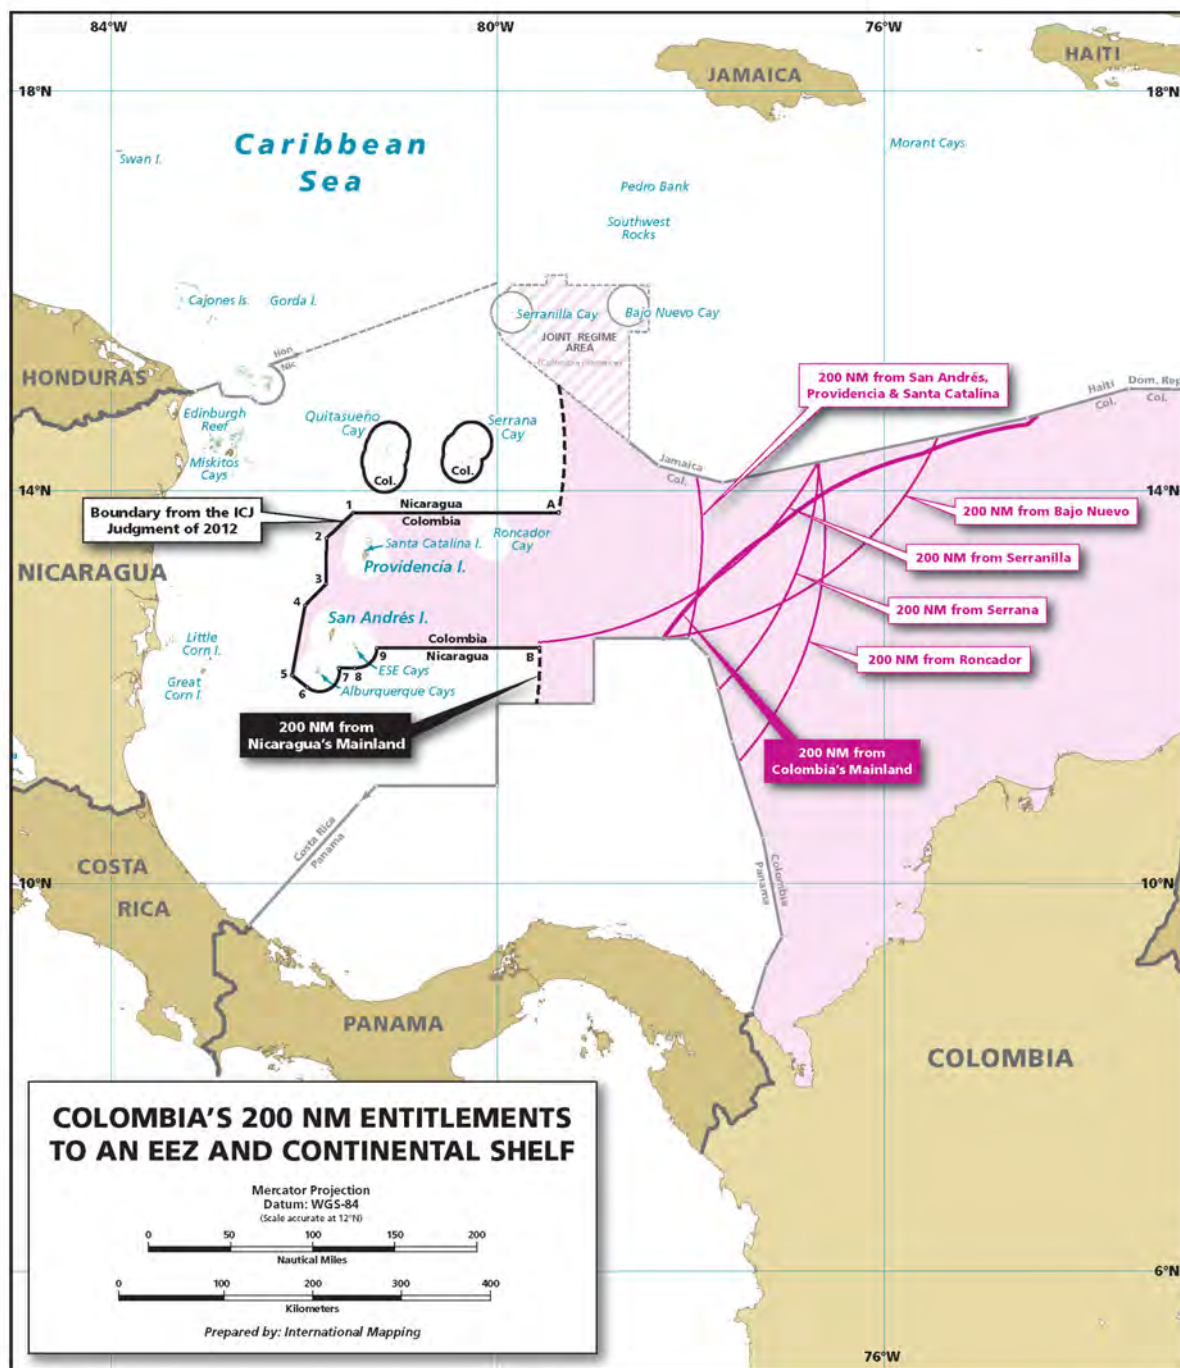 84°W
80°W
76°W
HAITI
JAMAICA
18°N
18°N
Caribbean
Sea
Swan I.
Morant Cays
Pedro Bank
Southwest
Rocks
Cajones Is.
Gorda I.
Serranilla Cay
Bajo Nuevo Cay
JOINT REGIME
AREA
Hon
Nic
HONDURAS
200 NM from San Andrés,
Providencia & Santa Catalina
Haiti
Col.
Dom. Rep.
Col.
Edinburgh
Reef
Quitasueño
Cay
Serrana
Cay
Miskitos
Cays
Col.
Col.
Jamaica
Col.
14°N
14°N
Boundary from the ICJ
Judgment of 2012
1
Nicaragua
A
Colombia
200 NM from Bajo Nuevo
2
Santa Catalina I.
Roncador
Cay
Providencia I.
200 NM from Serranilla
NICARAGUA
3
4
200 NM from Serrana
San Andrés I.
Little
Corn I.
Colombia
9
Nicaragua
B
200 NM from Roncador
5
6
7
8
ESE Cays
Alburquerque Cays
Great
Corn I.
200 NM from
Nicaragua's Mainland
200 NM from
Colombia's Mainland
Costa Rica
Panama
Colombia
Panama
COSTA
RICA
10°N
10°N
PANAMA
COLOMBIA
COLOMBIA'S 200 NM ENTITLEMENTS
TO AN EEZ AND CONTINENTAL SHELF
Mercator Projection
Datum: WGS-84
(Scale accurate at 12°N)
0 50 100 150 200
Nautical Miles
0 100 200 300 400
Kilometers
Prepared by: International Mapping
6°N
76°W